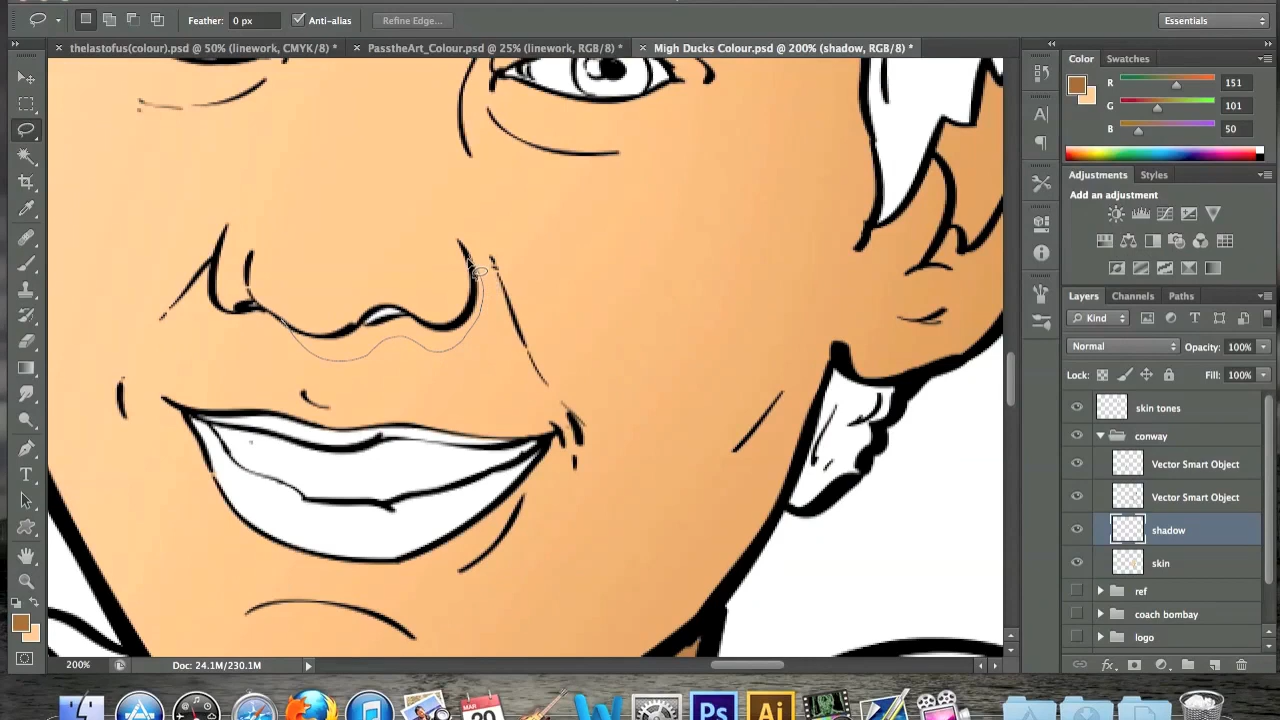 Feather: 0 px Anti-alias Refine Edge... Essentials
× thelastofus(colour).psd @ 50% (linework, CMYK/8) * × PasstheArt_Colour.psd @ 25% (linework, RGB/8) * × Migh Ducks Colour.psd @ 200% (shadow, RGB/8) *
Color Swatches
R 151
G 101
B 50
Adjustments Styles
Add an adjustment
Layers Channels Paths
Kind
Normal Opacity: 100%
Lock: Fill: 100%
skin tones
conway
Vector Smart Object
Vector Smart Object
shadow
skin
ref
coach bombay
logo
200% Doc: 24.1M/230.1M
Ps Ai